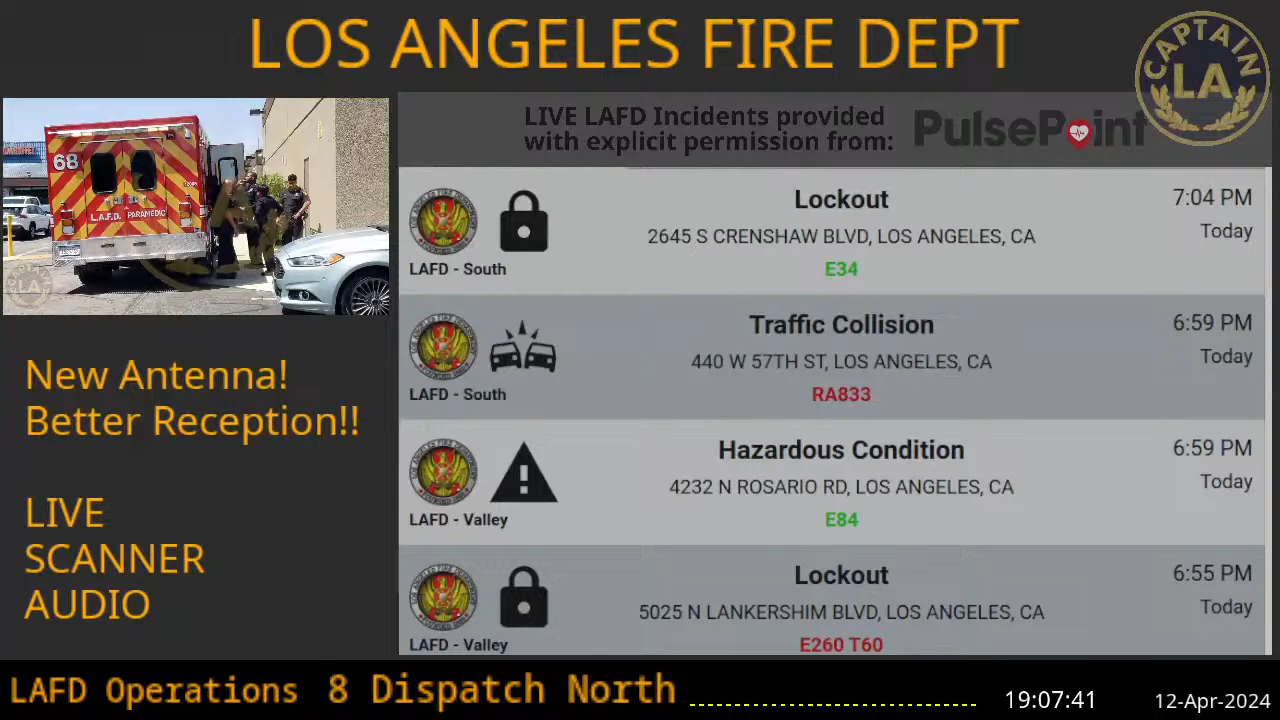 LOS ANGELES FIRE DEPT
CAPTAIN
LA
LIVE LAFD Incidents provided
with explicit permission from:
PulsePoint
68
L.A.F.D. PARAMEDIC
Lockout
7:04 PM
2645 S CRENSHAW BLVD, LOS ANGELES, CA
Today
LAFD - South
E34
Traffic Collision
6:59 PM
440 W 57TH ST, LOS ANGELES, CA
Today
LAFD - South
RA833
Hazardous Condition
6:59 PM
4232 N ROSARIO RD, LOS ANGELES, CA
Today
LAFD - Valley
E84
Lockout
6:55 PM
5025 N LANKERSHIM BLVD, LOS ANGELES, CA
Today
LAFD - Valley
E260 T60
New Antenna!
Better Reception!!
LIVE
SCANNER
AUDIO
LAFD Operations 8 Dispatch North
19:07:41
12-Apr-2024